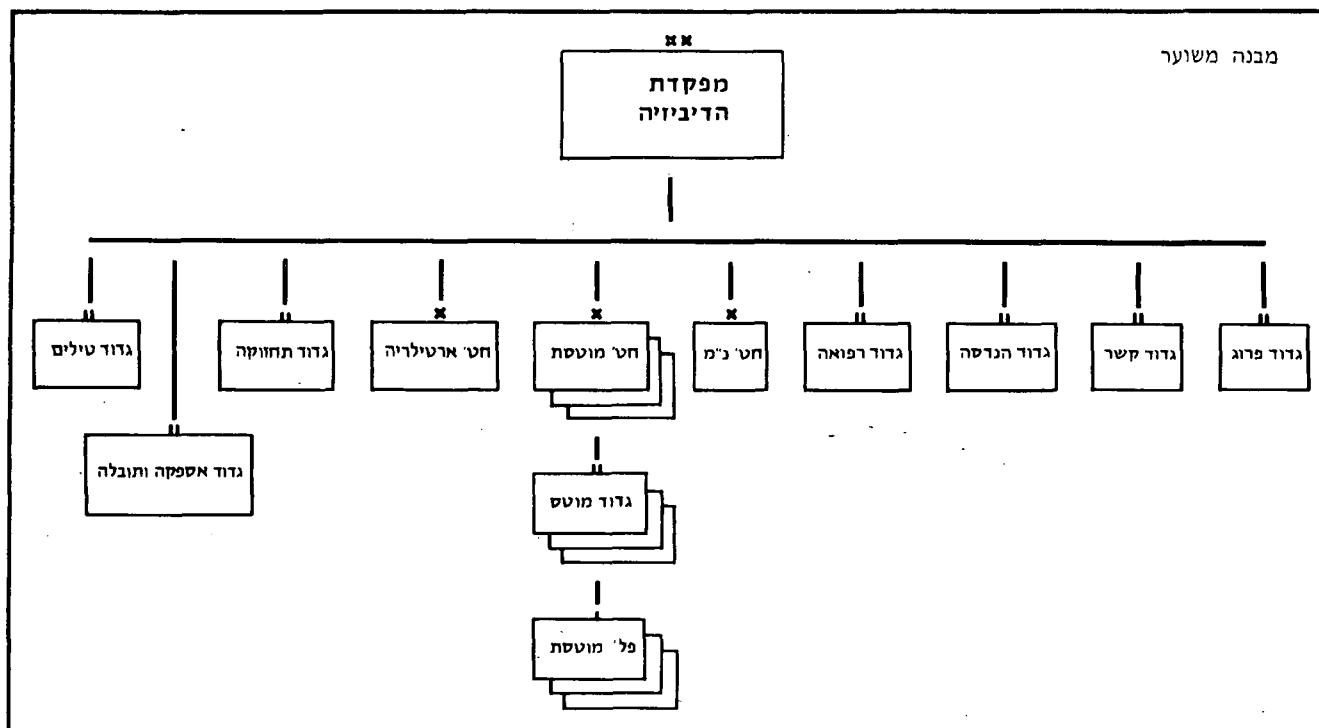 מבנה משוער
מפקדת
הדיביזיה
גדוד פרוג
גדוד קשר
גדוד הנדסה
גדוד רפואה
חט' נ"מ
חט' מוטסת
חט' ארטילריה
גדוד תחזוקה
גדוד טילים
גדוד אספקה ותובלה
גדוד מוטס
פל' מוטסת